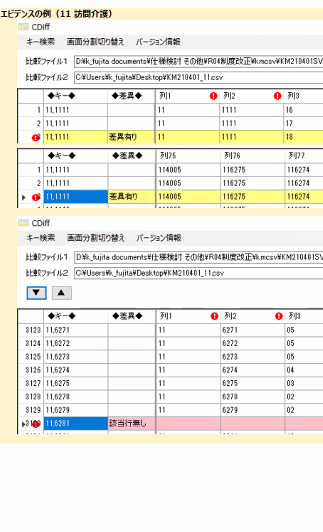 エビデンスの例（11 訪問介護）
CDiff
キー検索 画面分割切り替え バージョン情報
比較ファイル1 D:¥k_fujita documents¥仕様検討 その他¥R04制度改正¥kmcsv¥KM210401SV
比較ファイル2 C:¥Users¥k_fujita¥Desktop¥KM210401_11.csv
◆キー◆ ◆差異◆ 列1 列2 列3
1 11,1111 11 1111 16
2 11,1111 11 1111 17
11,1111 差異有り 11 1111 18
◆キー◆ ◆差異◆ 列75 列76 列77
1 11,1111 114005 116275 116274
2 11,1111 114005 116275 116274
11,1111 差異有り 114005 116275 116274
CDiff
キー検索 画面分割切り替え バージョン情報
比較ファイル1 D:¥k_fujita documents¥仕様検討 その他¥R04制度改正¥kmcsv¥KM210401SV
比較ファイル2 C:¥Users¥k_fujita¥Desktop¥KM210401_11.csv
▼ ▲
◆キー◆ ◆差異◆ 列1 列2 列3
3123 11,6271 11 6271 05
3124 11,6272 11 6272 05
3125 11,6273 11 6273 05
3126 11,6274 11 6274 04
3127 11,6275 11 6275 03
3128 11,6278 11 6278 02
3129 11,6279 11 6279 02
11,6281 該当行無し